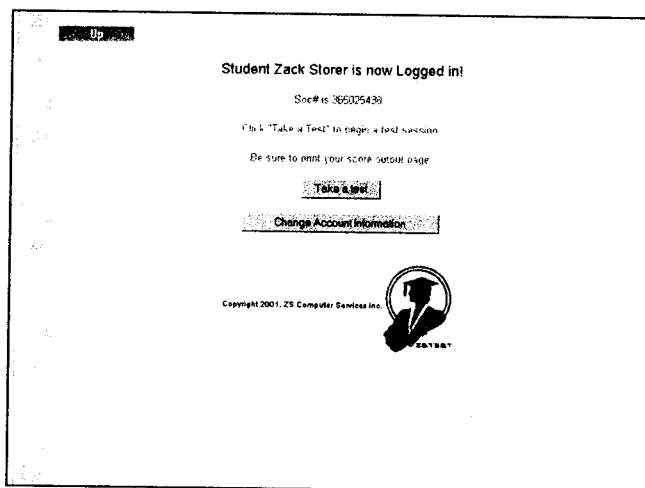 Up
Student Zack Storer is now Logged in!
Soc# is
Click "Take a Test" to begin a test session
Be sure to print your score output page
Take a test
Change Account Information
Copyright 2001, ZS Computer Services Inc.
ZSTEST